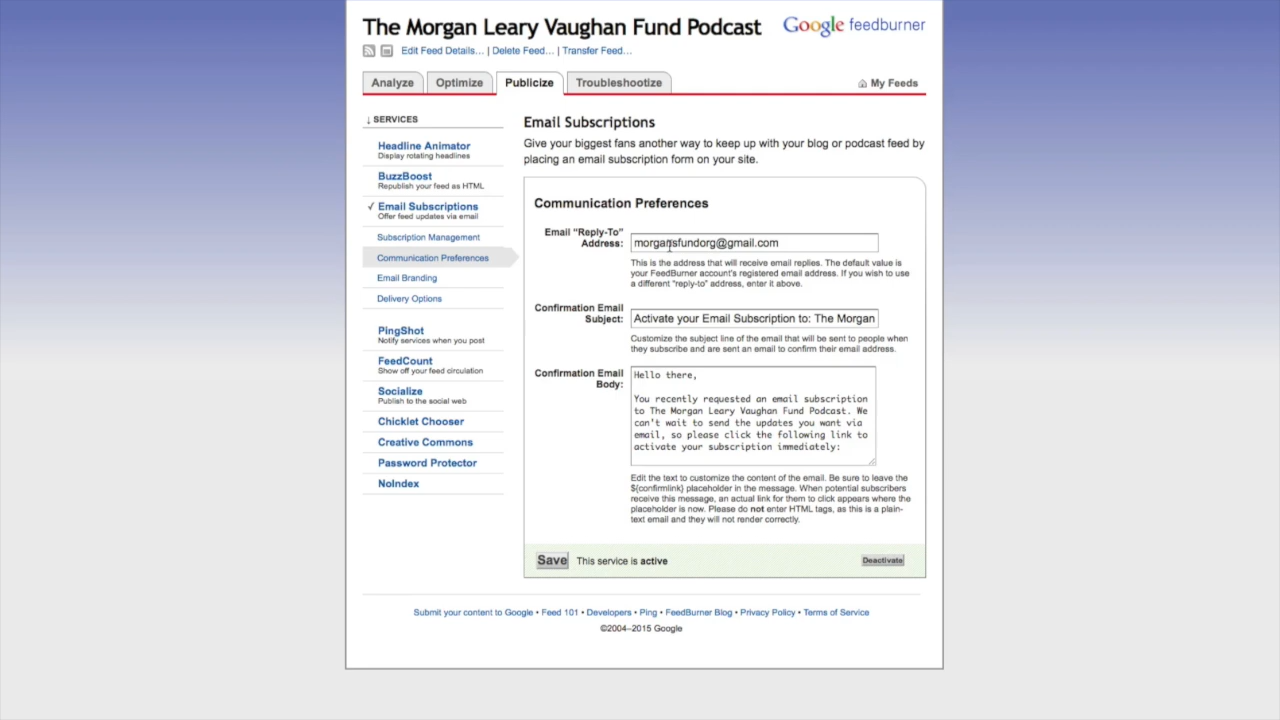 The Morgan Leary Vaughan Fund Podcast
Google feedburner
Edit Feed Details... | Delete Feed... | Transfer Feed...
Analyze
Optimize
Publicize
Troubleshootize
My Feeds
↓ SERVICES
Headline Animator
Display rotating headlines
BuzzBoost
Republish your feed as HTML
✓ Email Subscriptions
Offer feed updates via email
Subscription Management
Communication Preferences
Email Branding
Delivery Options
PingShot
Notify services when you post
FeedCount
Show off your feed circulation
Socialize
Publish to the social web
Chicklet Chooser
Creative Commons
Password Protector
NoIndex
Email Subscriptions
Give your biggest fans another way to keep up with your blog or podcast feed by
placing an email subscription form on your site.
Communication Preferences
Email "Reply-To"
Address:
morgansfundorg@gmail.com
This is the address that will receive email replies. The default value is
your FeedBurner account's registered email address. If you wish to use
a different "reply-to" address, enter it above.
Confirmation Email
Subject:
Activate your Email Subscription to: The Morgan
Customize the subject line of the email that will be sent to people when
they subscribe and are sent an email to confirm their email address.
Confirmation Email
Body:
Hello there,
You recently requested an email subscription
to The Morgan Leary Vaughan Fund Podcast. We
can't wait to send the updates you want via
email, so please click the following link to
activate your subscription immediately:
Edit the text to customize the content of the email. Be sure to leave the
${confirmlink} placeholder in the message. When potential subscribers
receive this message, an actual link for them to click appears where the
placeholder is now. Please do not enter HTML tags, as this is a plain-
text email and they will not render correctly.
Save
This service is active
Deactivate
Submit your content to Google • Feed 101 • Developers • Ping • FeedBurner Blog • Privacy Policy • Terms of Service
©2004–2015 Google